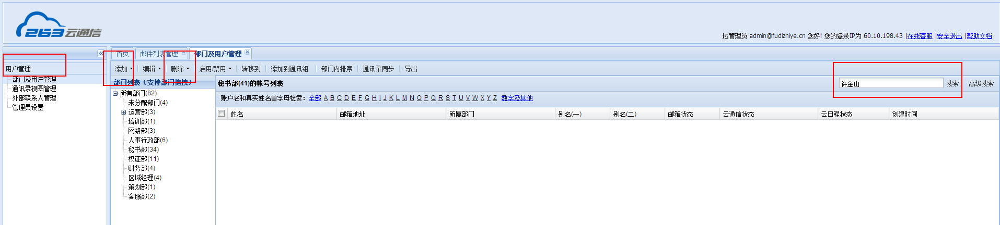 263云通信
域管理员 admin@fudizhiye.cn 您好! 您的登录IP为 60.10.198.43 |在线客服 |安全退出 |帮助文档
用户管理
部门及用户管理
通讯录视图管理
外部联系人管理
管理员设置
首页 邮件列表管理 部门及用户管理
添加 编辑 删除 启用/禁用 转移到 添加到通讯组 部门内排序 通讯录同步 导出
部门列表（支持部门拖拽）
所有部门(82)
未分配部门(4)
运营部(3)
培训部(1)
网络部(3)
人事行政部(6)
秘书部(34)
权证部(11)
财务部(4)
区域经理(4)
策划部(1)
客服部(2)
秘书部(41)的帐号列表
许金山 搜索 高级搜索
账户名和真实姓名首字母检索： 全部 A B C D E F G H I J K L M N O P Q R S T U V W X Y Z 数字及其他
姓名 邮箱地址 所属部门 别名(一) 别名(二) 邮箱状态 云通信状态 云日程状态 创建时间